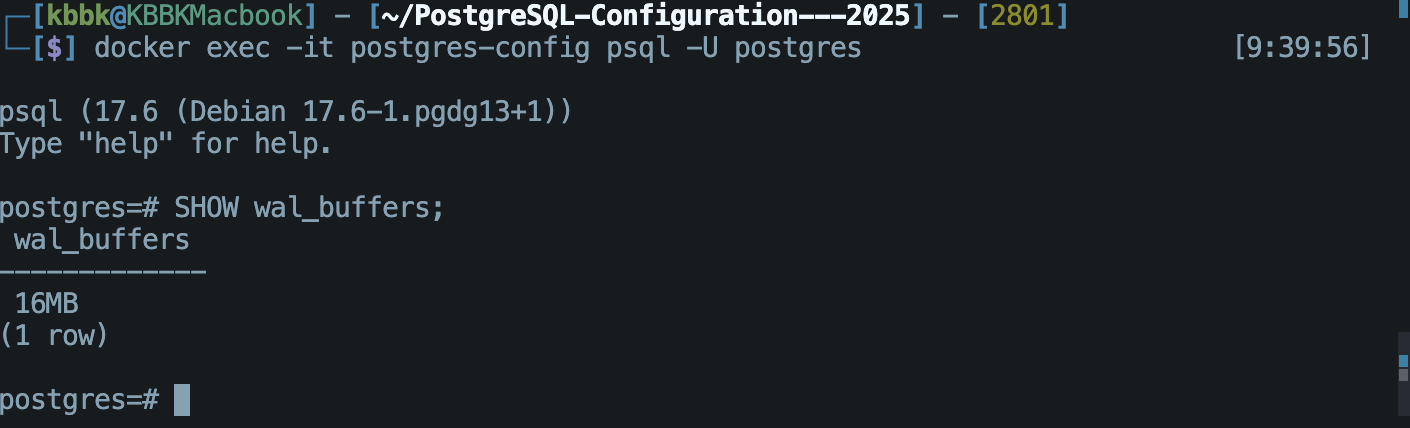 [kbbk@KBBKMacbook] - [~/PostgreSQL-Configuration---2025] - [2801]
[$] docker exec -it postgres-config psql -U postgres [9:39:56]
psql (17.6 (Debian 17.6-1.pgdg13+1))
Type "help" for help.
postgres=# SHOW wal_buffers;
wal_buffers
-------------
16MB
(1 row)
postgres=#